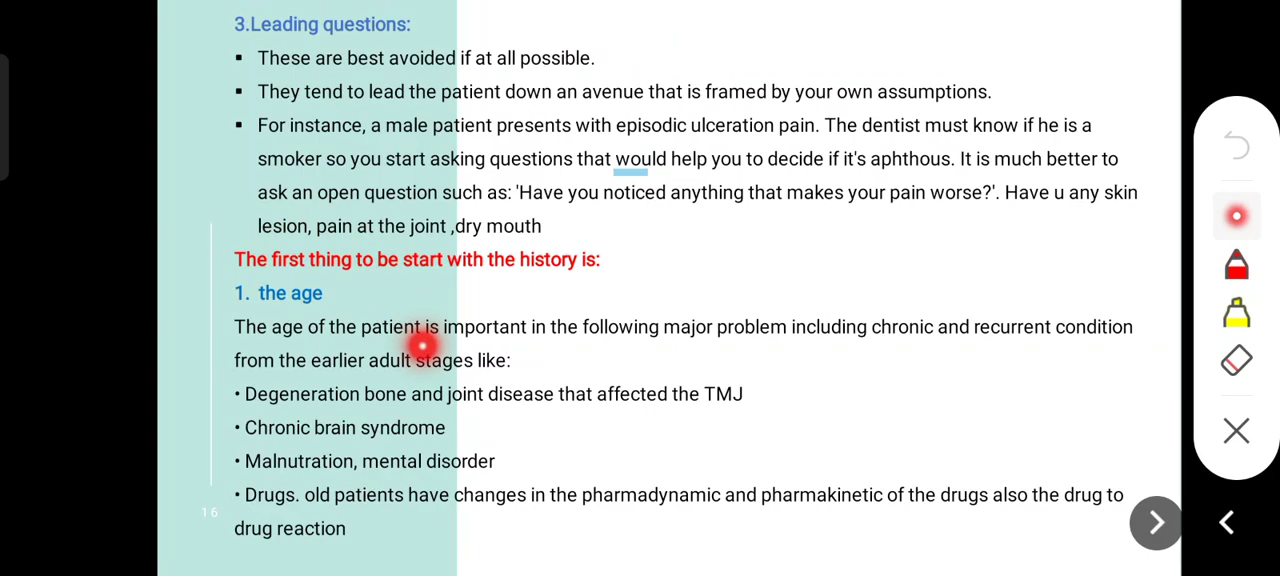 3.Leading questions:
▪ These are best avoided if at all possible.
▪ They tend to lead the patient down an avenue that is framed by your own assumptions.
▪ For instance, a male patient presents with episodic ulceration pain. The dentist must know if he is a
smoker so you start asking questions that would help you to decide if it's aphthous. It is much better to
ask an open question such as: 'Have you noticed anything that makes your pain worse?'. Have u any skin
lesion, pain at the joint ,dry mouth
The first thing to be start with the history is:
1. the age
The age of the patient is important in the following major problem including chronic and recurrent condition
from the earlier adult stages like:
• Degeneration bone and joint disease that affected the TMJ
• Chronic brain syndrome
• Malnutration, mental disorder
• Drugs. old patients have changes in the pharmadynamic and pharmakinetic of the drugs also the drug to
drug reaction
16